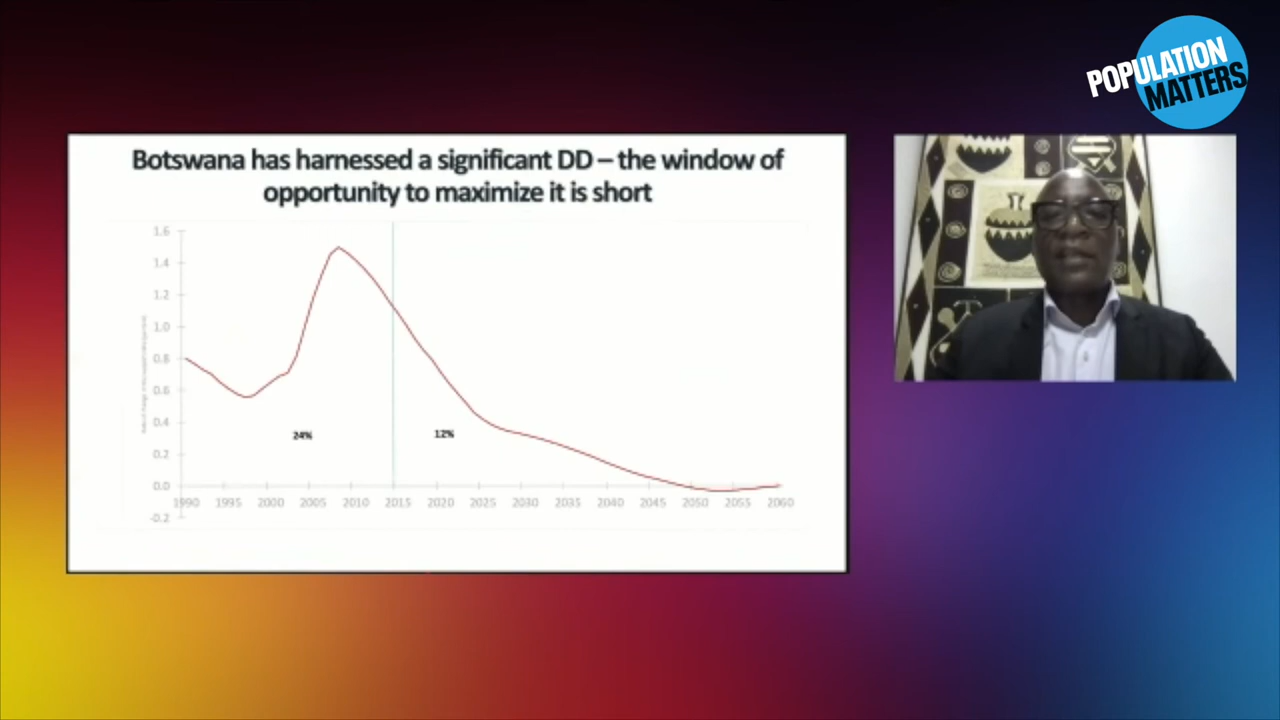 POPULATION
MATTERS
Botswana has harnessed a significant DD – the window of
opportunity to maximize it is short
1.6
1.4
1.2
1.0
0.8
0.6
0.4
0.2
0.0
-0.2
24%
12%
1990 1995 2000 2005 2010 2015 2020 2025 2030 2035 2040 2045 2050 2055 2060